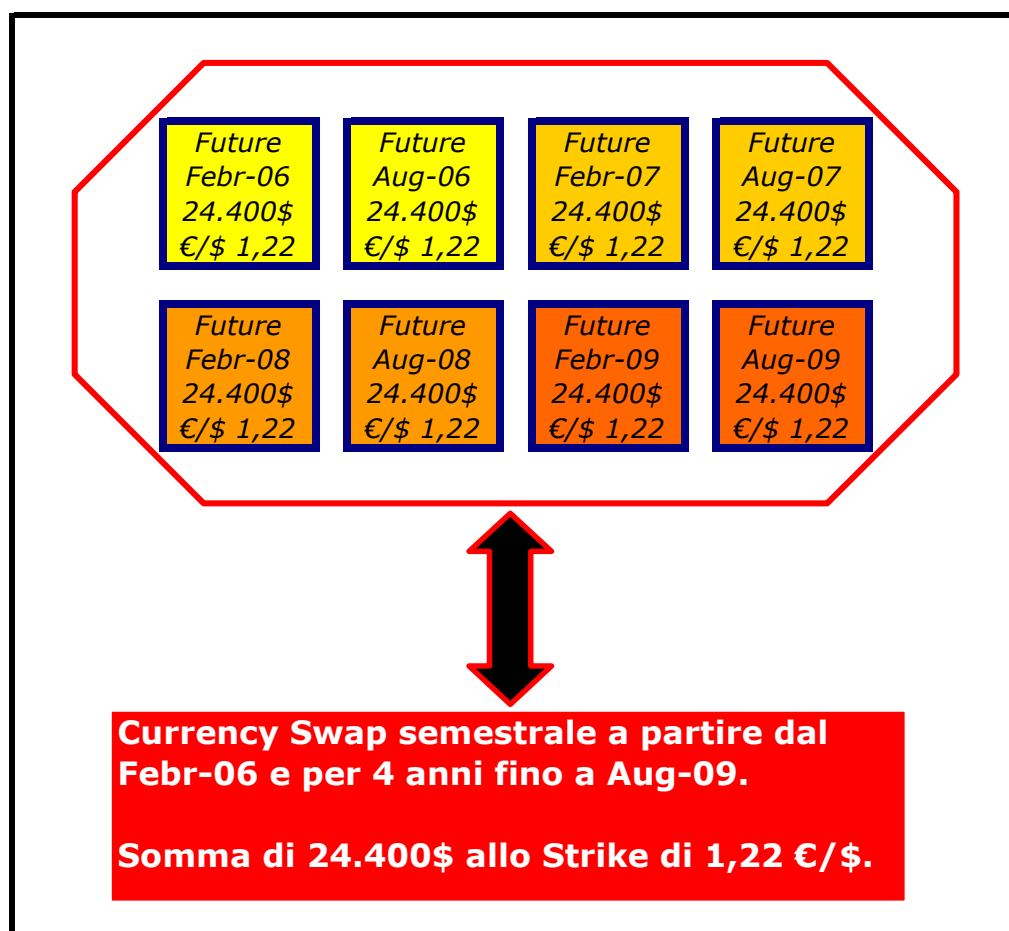 Future
Febr-06
24.400$
€/$ 1,22
Future
Aug-06
24.400$
€/$ 1,22
Future
Febr-07
24.400$
€/$ 1,22
Future
Aug-07
24.400$
€/$ 1,22
Future
Febr-08
24.400$
€/$ 1,22
Future
Aug-08
24.400$
€/$ 1,22
Future
Febr-09
24.400$
€/$ 1,22
Future
Aug-09
24.400$
€/$ 1,22
Currency Swap semestrale a partire dal
Febr-06 e per 4 anni fino a Aug-09.
Somma di 24.400$ allo Strike di 1,22 €/$.